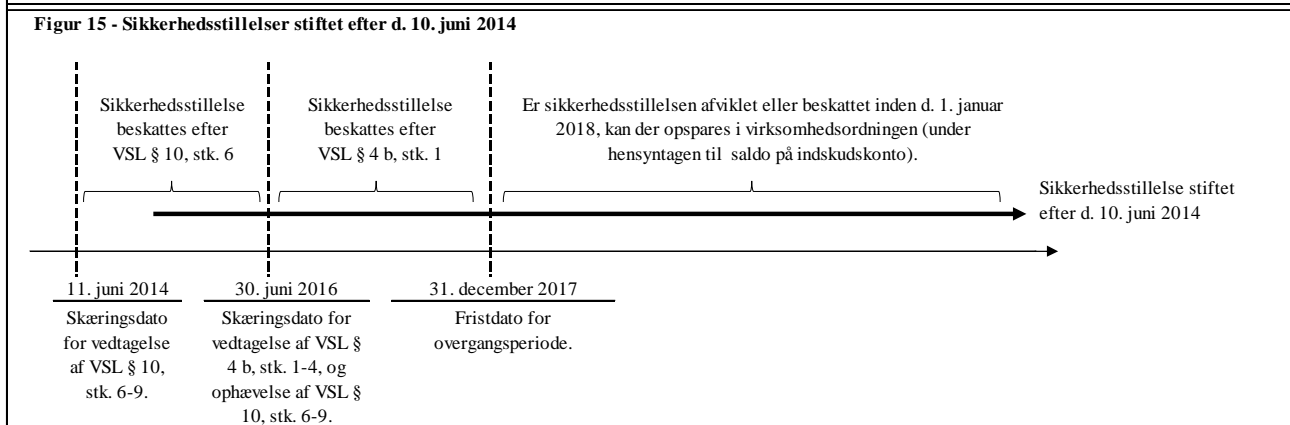 Figur 15 - Sikkerhedsstillelser stiftet efter d. 10. juni 2014
Sikkerhedsstillelse
beskattes efter
VSL § 10, stk. 6
Sikkerhedsstillelse
beskattes efter
VSL § 4 b, stk. 1
Er sikkerhedsstillelsen afviklet eller beskattet inden d. 1. januar
2018, kan der opspares i virksomhedsordningen (under
hensyntagen til saldo på indskudskonto).
Sikkerhedsstillelse stiftet
efter d. 10. juni 2014
11. juni 2014
Skæringsdato
for vedtagelse
af VSL § 10,
stk. 6-9.
30. juni 2016
Skæringsdato for
vedtagelse af VSL §
4 b, stk. 1-4, og
ophævelse af VSL §
10, stk. 6-9.
31. december 2017
Fristdato for
overgangsperiode.